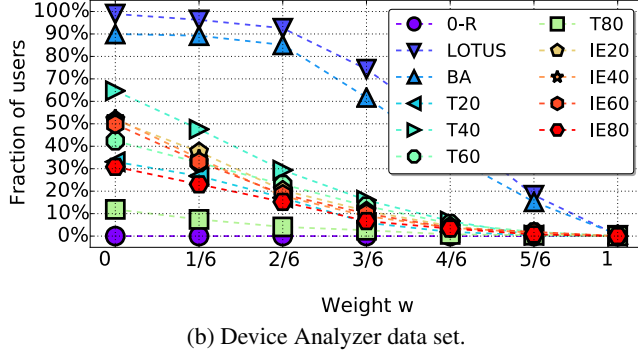 100%
90%
80%
70%
60%
50%
40%
30%
20%
10%
0%
Fraction of users
0-R
LOTUS
BA
T20
T40
T60
T80
IE20
IE40
IE60
IE80
0 1/6 2/6 3/6 4/6 5/6 1
Weight w
(b) Device Analyzer data set.